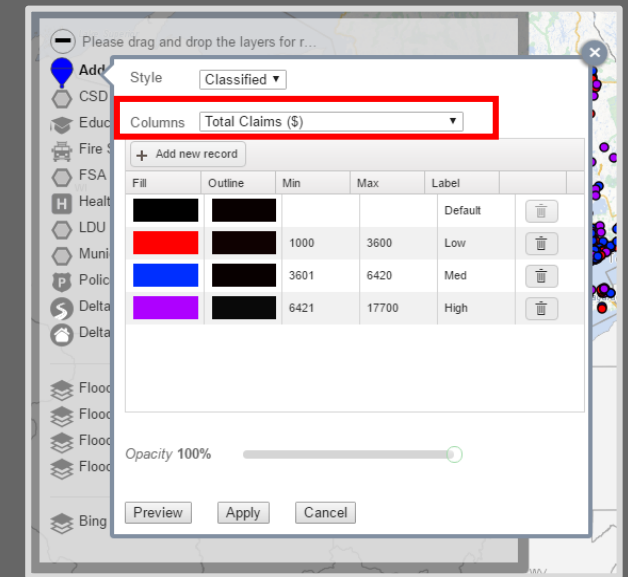 Please drag and drop the layers for r...
Add
Style Classified
CSD
Educ
Columns Total Claims ($)
Fire S
+ Add new record
FSA
Fill Outline Min Max Label
H Healt
Default
LDU
1000 3600 Low
Muni
3601 6420 Med
P Polic
Delta
6421 17700 High
Delta
Flood
Flood
Flood
Opacity 100%
Flood
Preview Apply Cancel
Bing